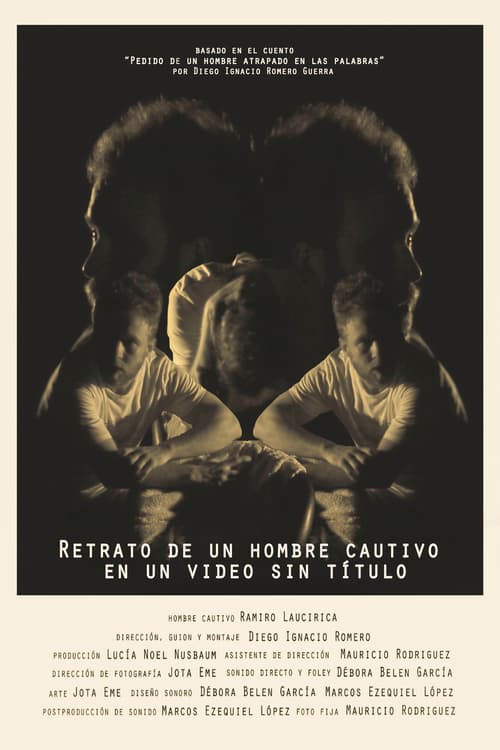 BASADO EN EL CUENTO
"PEDIDO DE UN HOMBRE ATRAPADO EN LAS PALABRAS"
POR DIEGO IGNACIO ROMERO GUERRA
RETRATO DE UN HOMBRE CAUTIVO
EN UN VIDEO SIN TÍTULO
HOMBRE CAUTIVO RAMIRO LAUCIRICA
DIRECCIÓN, GUION Y MONTAJE DIEGO IGNACIO ROMERO
PRODUCCIÓN LUCÍA NOEL NUSBAUM ASISTENTE DE DIRECCIÓN MAURICIO RODRIGUEZ
DIRECCIÓN DE FOTOGRAFÍA JOTA EME SONIDO DIRECTO Y FOLEY DÉBORA BELEN GARCÍA
ARTE JOTA EME DISEÑO SONORO DÉBORA BELEN GARCÍA MARCOS EZEQUIEL LÓPEZ
POSTPRODUCCIÓN DE SONIDO MARCOS EZEQUIEL LÓPEZ FOTO FIJA MAURICIO RODRIGUEZ